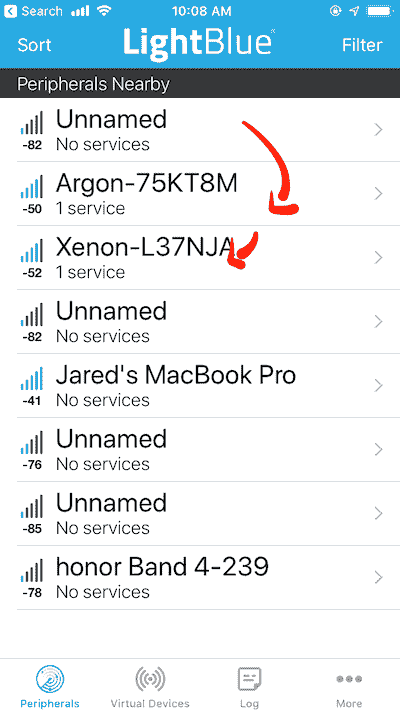 Search 10:08 AM
Sort LightBlue Filter
Peripherals Nearby
Unnamed
-82 No services
Argon-75KT8M
-50 1 service
Xenon-L37NJA
-52 1 service
Unnamed
-82 No services
Jared's MacBook Pro
-41 No services
Unnamed
-76 No services
Unnamed
-85 No services
honor Band 4-239
-78 No services
Peripherals Virtual Devices Log More